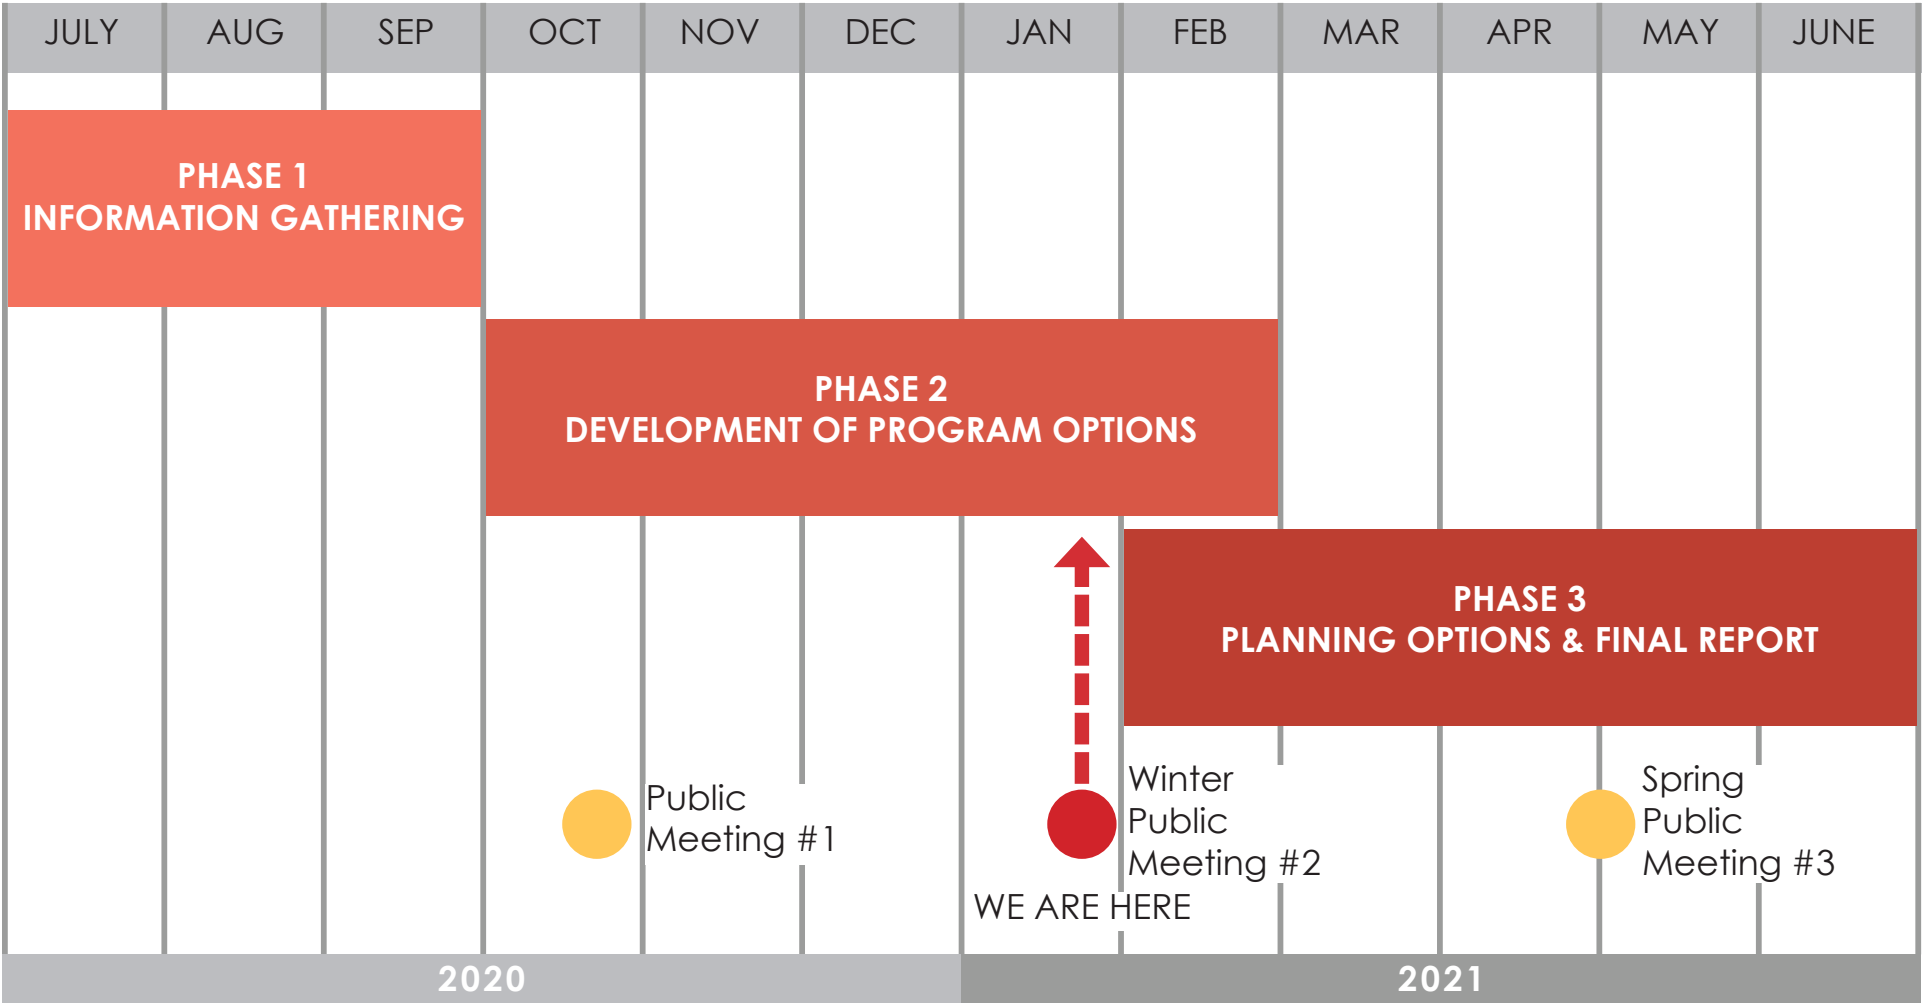 JULY AUG SEP OCT NOV DEC JAN FEB MAR APR MAY JUNE
PHASE 1
INFORMATION GATHERING
PHASE 2
DEVELOPMENT OF PROGRAM OPTIONS
PHASE 3
PLANNING OPTIONS & FINAL REPORT
Public
Meeting #1
Winter
Public
Meeting #2
WE ARE HERE
Spring
Public
Meeting #3
2020 2021